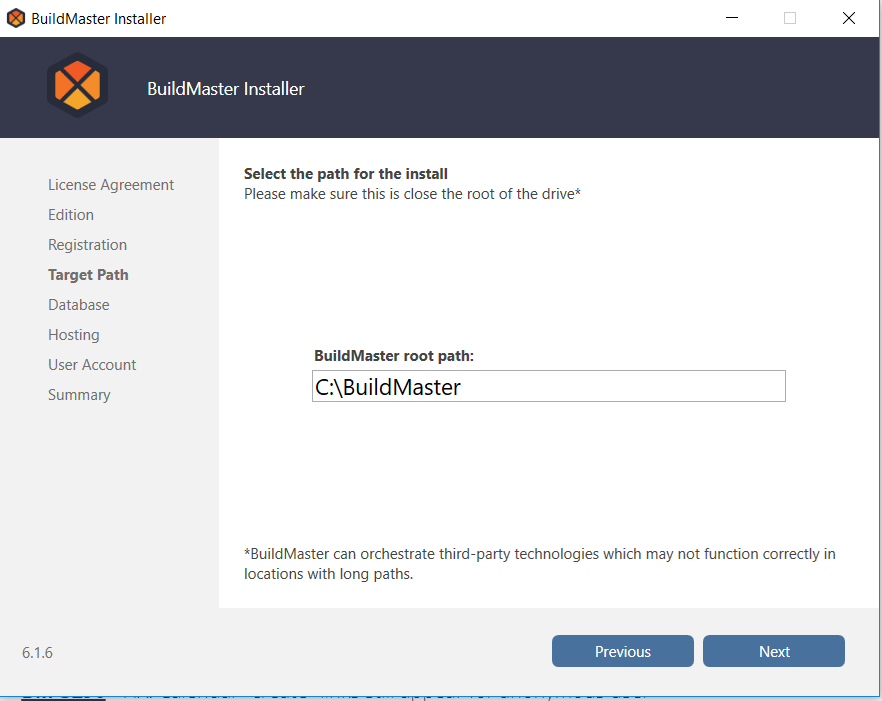 BuildMaster Installer
BuildMaster Installer
License Agreement
Edition
Registration
Target Path
Database
Hosting
User Account
Summary
Select the path for the install
Please make sure this is close the root of the drive*
BuildMaster root path:
C:\BuildMaster
*BuildMaster can orchestrate third-party technologies which may not function correctly in
locations with long paths.
6.1.6
Previous
Next